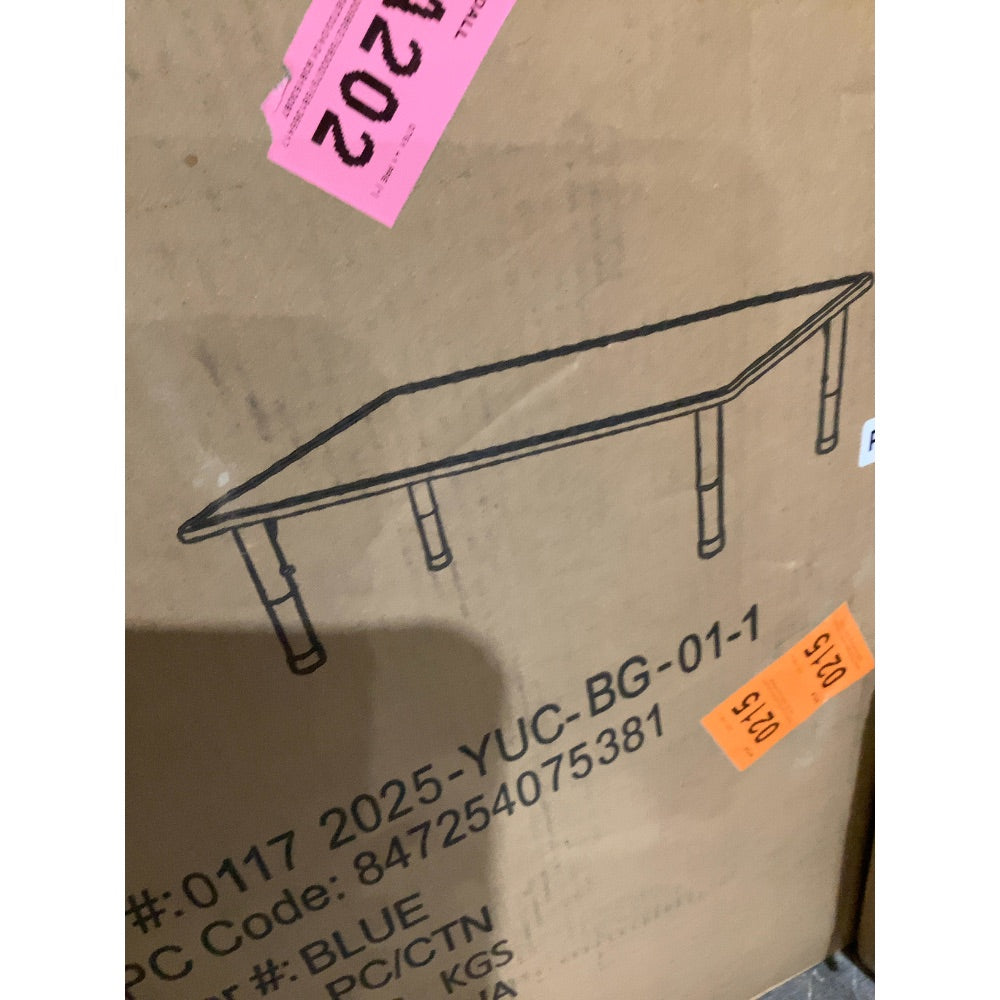 4202
#:0117 2025-YUC-BG-01-1
PC Code: 847254075381
#:BLUE
PC/CTN
KGS
0215
0215